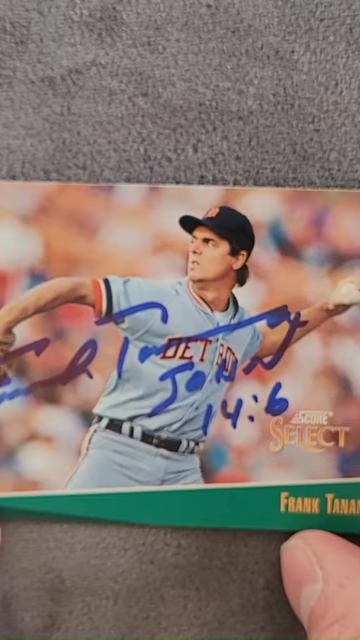 DETROIT
Frank Tanana
JOHN
14:6
SCORE
SELECT
FRANK TANAN